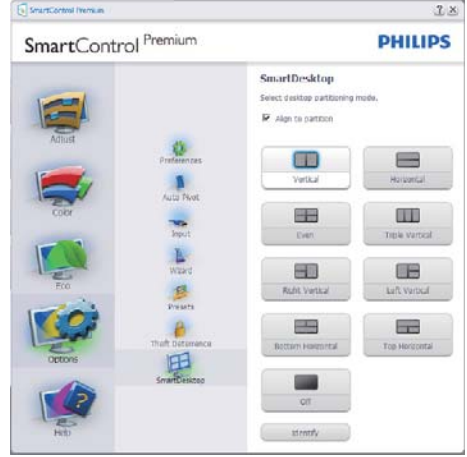 SmartControl Premium
SmartControl Premium
PHILIPS
SmartDesktop
Select desktop partitioning mode.
Align to partition
Adjust
Color
Eco
Options
Help
Preferences
Auto Pivot
Input
Wizard
Presets
Theft Deterrence
SmartDesktop
Vertical
Horizontal
Even
Triple Vertical
Right Vertical
Left Vertical
Bottom Horizontal
Top Horizontal
Off
Identify